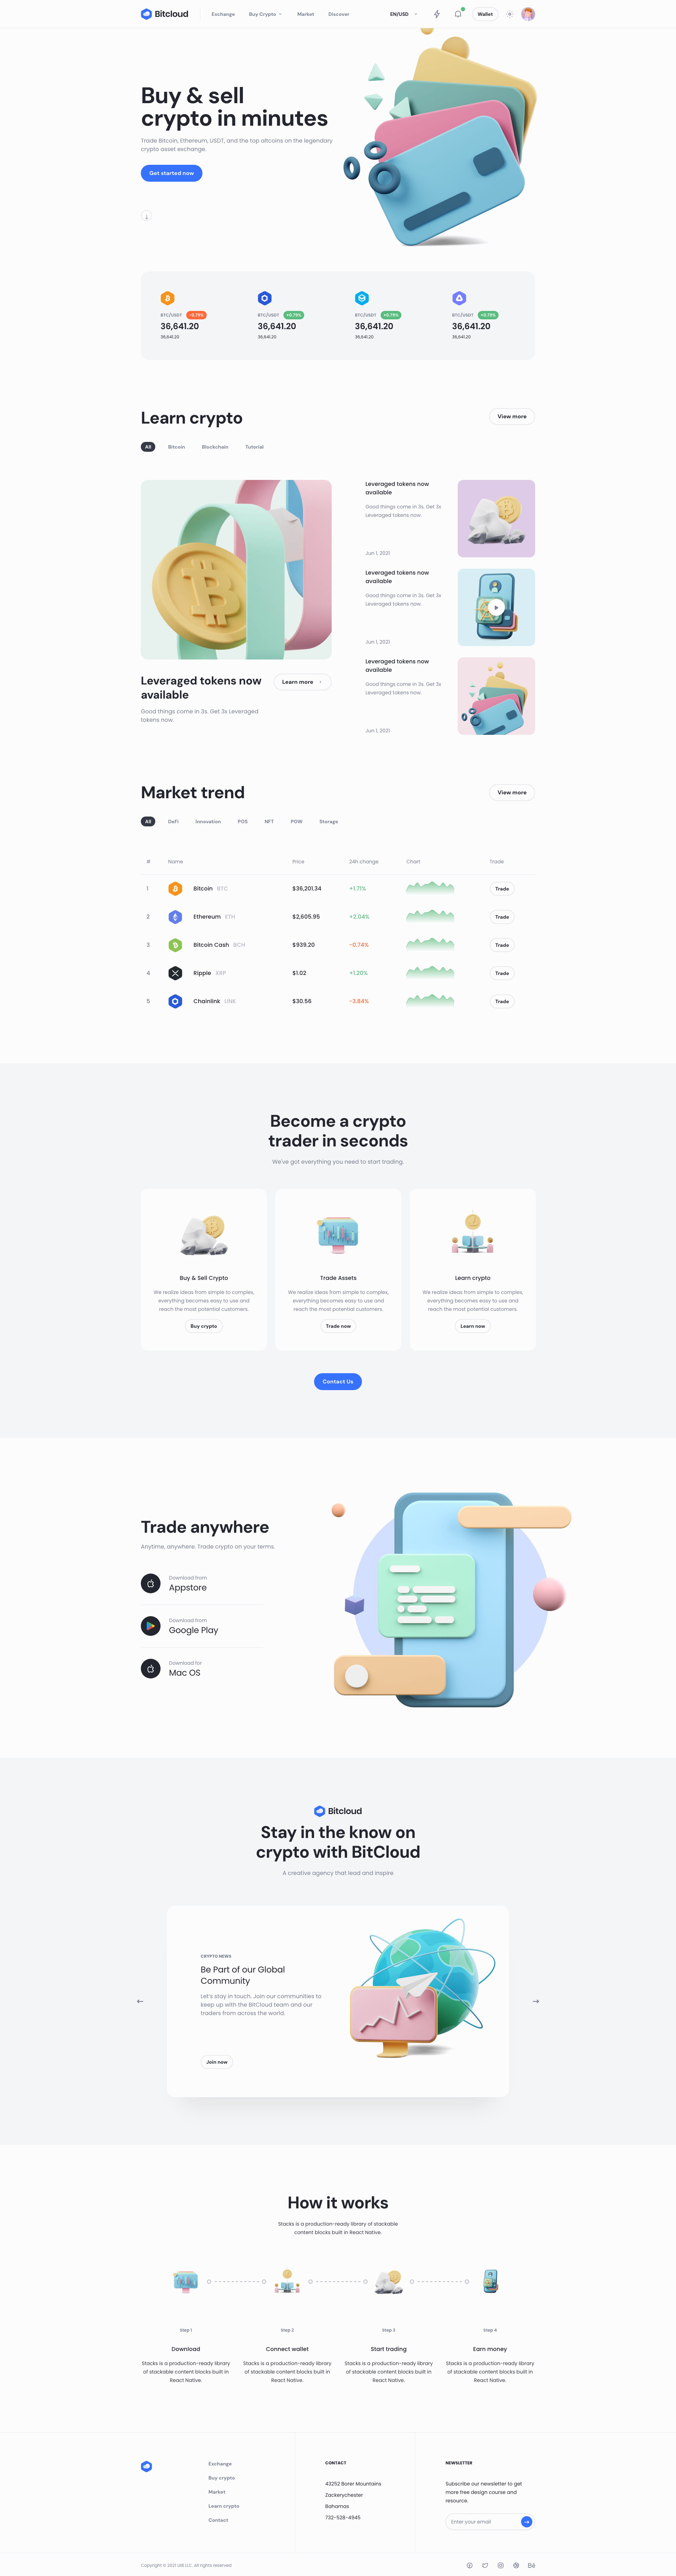 Bitcloud
Exchange
Buy Crypto
Market
Discover
EN/USD
Wallet
Buy & sell
crypto in minutes
Trade Bitcoin, Ethereum, USDT, and the top altcoins on the legendary
crypto asset exchange.
Get started now
BTC/USDT -0.79%
36,641.20
36,641.20
BTC/USDT +0.79%
36,641.20
36,641.20
BTC/USDT +0.79%
36,641.20
36,641.20
BTC/USDT +0.79%
36,641.20
36,641.20
Learn crypto
View more
All
Bitcoin
Blockchain
Tutorial
Leveraged tokens now
available
Learn more
Good things come in 3s. Get 3x Leveraged
tokens now.
Leveraged tokens now
available
Good things come in 3s. Get 3x
Leveraged tokens now.
Jun 1, 2021
Leveraged tokens now
available
Good things come in 3s. Get 3x
Leveraged tokens now.
Jun 1, 2021
Leveraged tokens now
available
Good things come in 3s. Get 3x
Leveraged tokens now.
Jun 1, 2021
Market trend
View more
All
DeFi
Innovation
POS
NFT
POW
Storage
# Name Price 24h change Chart Trade
1 Bitcoin BTC $36,201.34 +1.71% Trade
2 Ethereum ETH $2,605.95 +2.04% Trade
3 Bitcoin Cash BCH $939.20 -0.74% Trade
4 Ripple XRP $1.02 +1.20% Trade
5 Chainlink LINK $30.56 -3.84% Trade
Become a crypto
trader in seconds
We've got everything you need to start trading.
Buy & Sell Crypto
We realize ideas from simple to complex,
everything becomes easy to use and
reach the most potential customers.
Buy crypto
Trade Assets
We realize ideas from simple to complex,
everything becomes easy to use and
reach the most potential customers.
Trade now
Learn crypto
We realize ideas from simple to complex,
everything becomes easy to use and
reach the most potential customers.
Learn now
Contact Us
Trade anywhere
Anytime, anywhere. Trade crypto on your terms.
Download from
Appstore
Download from
Google Play
Download for
Mac OS
Bitcloud
Stay in the know on
crypto with BitCloud
A creative agency that lead and inspire
CRYPTO NEWS
Be Part of our Global
Community
Let's stay in touch. Join our communities to
keep up with the BitCloud team and our
traders from across the world.
Join now
How it works
Stacks is a production-ready library of stackable
content blocks built in React Native.
Step 1
Download
Stacks is a production-ready library
of stackable content blocks built in
React Native.
Step 2
Connect wallet
Stacks is a production-ready library
of stackable content blocks built in
React Native.
Step 3
Start trading
Stacks is a production-ready library
of stackable content blocks built in
React Native.
Step 4
Earn money
Stacks is a production-ready library
of stackable content blocks built in
React Native.
Exchange
Buy crypto
Market
Learn crypto
Contact
CONTACT
43252 Borer Mountains
Zackerychester
Bahamas
732-528-4945
NEWSLETTER
Subscribe our newsletter to get
more free design course and
resource.
Enter your email
Copyright © 2021 UI8 LLC. All rights reserved